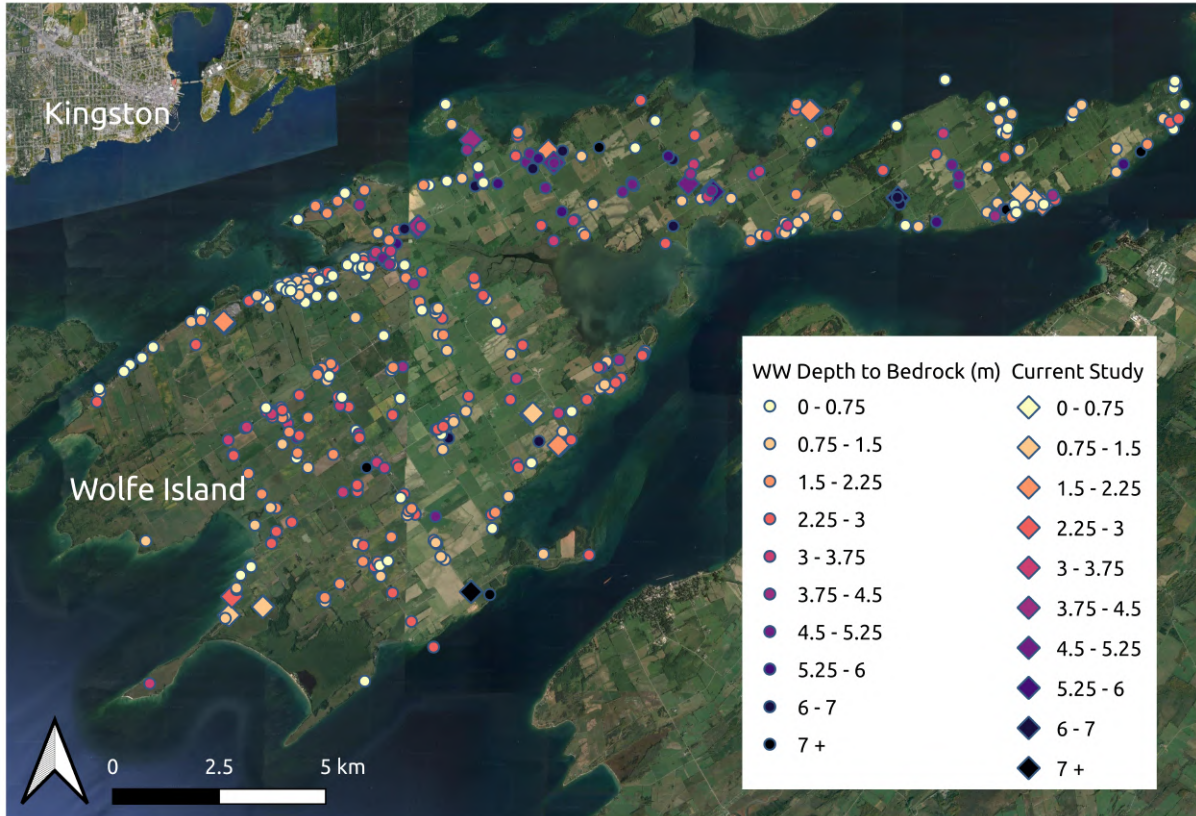 Kingston
Wolfe Island
WW Depth to Bedrock (m) Current Study
0 - 0.75 0 - 0.75
0.75 - 1.5 0.75 - 1.5
1.5 - 2.25 1.5 - 2.25
2.25 - 3 2.25 - 3
3 - 3.75 3 - 3.75
3.75 - 4.5 3.75 - 4.5
4.5 - 5.25 4.5 - 5.25
5.25 - 6 5.25 - 6
6 - 7 6 - 7
7 + 7 +
0 2.5 5 km